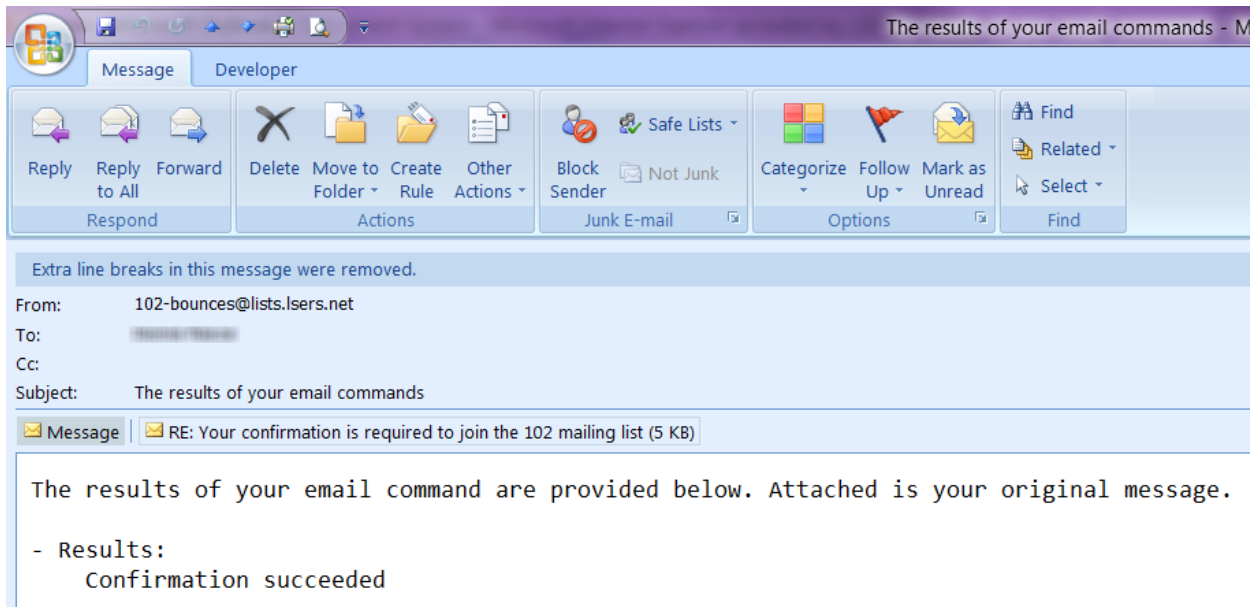 The results of your email commands - M
Message Developer
Reply Reply to All Forward Delete Move to Folder Create Rule Other Actions Block Sender Safe Lists Not Junk Categorize Follow Up Mark as Unread Find Related Select
Respond Actions Junk E-mail Options Find
Extra line breaks in this message were removed.
From: 102-bounces@lists.lsers.net
To:
Cc:
Subject: The results of your email commands
Message RE: Your confirmation is required to join the 102 mailing list (5 KB)
The results of your email command are provided below. Attached is your original message.
- Results:
Confirmation succeeded